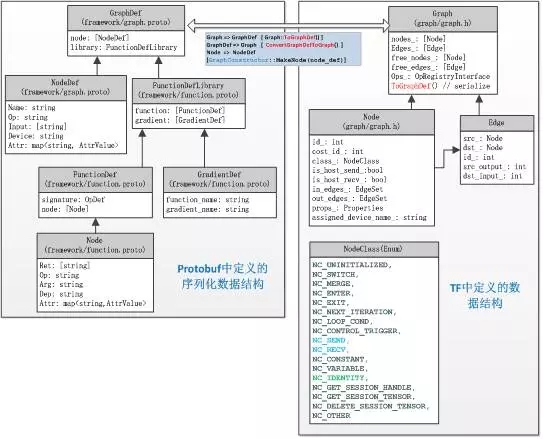 GraphDef
(framework/graph.proto)
node: [NodeDef]
library: FunctionDefLibrary
Graph => GraphDef [ Graph::ToGraphDef()]
GraphDef => Graph [ ConvertGraphDefToGraph() ]
Node => NodeDef
[GraphConstructor::MakeNode (node_def)]
Graph
(graph/graph.h)
nodes_: [Node]
Edges_: [Edge]
free_nodes_: [Node]
free_edges_: [Edge]
Ops_: OpRegistryInterface
ToGraphDef() // serialize
NodeDef
(framework/graph.proto)
Name: string
Op: string
Input: [string]
Device: string
Attr: map(string, AttrValue)
FunctionDefLibrary
(framework/function.proto)
function: [FunctionDef]
gradient: [GradientDef]
FunctionDef
(framework/function.proto)
signature: OpDef
node: [Node]
GradientDef
(framework/function.proto)
function_name: string
gradient_name: string
Node
(framework/function.proto)
Ret: [string]
Op: string
Arg: string
Dep: string
Attr: map<string,AttrValue>
Protobuf中定义的
序列化数据结构
Node
(graph/graph.h)
id_: int
cost_id_: int
class_: NodeClass
is_host_send_:bool
is_host_recv_: bool
in_edges_: EdgeSet
out_edges_: EdgeSet
props_: Properties
assigned_device_name_: string
Edge
src_: Node
dst_: Node
id_: int
src_output_: int
dst_input_: int
NodeClass(Enum)
NC_UNINITIALIZED,
NC_SWITCH,
NC_MERGE,
NC_ENTER,
NC_EXIT,
NC_NEXT_ITERATION,
NC_LOOP_COND,
NC_CONTROL_TRIGGER,
NC_SEND,
NC_RECV,
NC_CONSTANT,
NC_VARIABLE,
NC_IDENTITY,
NC_GET_SESSION_HANDLE,
NC_GET_SESSION_TENSOR,
NC_DELETE_SESSION_TENSOR,
NC_OTHER
TF中定义的数
据结构